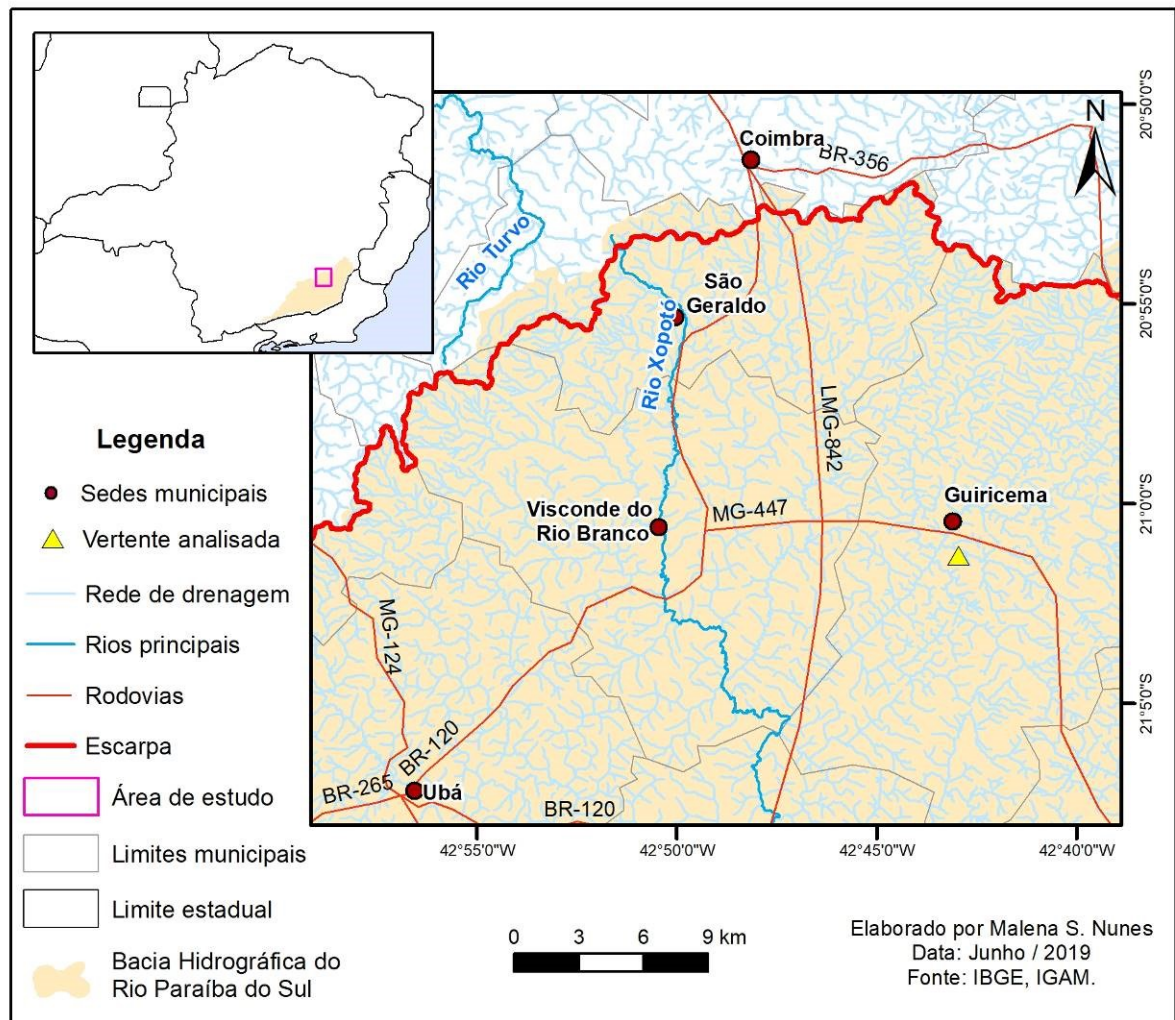 N
Coimbra
BR-356
Rio Turvo
São
Geraldo
Rio Xopotó
LMG-842
Guiricema
Visconde do
Rio Branco
MG-447
MG-124
BR-120
BR-265
Ubá
BR-120
20°50'0"S
20°55'0"S
21°0'0"S
21°5'0"S
42°55'0"W
42°50'0"W
42°45'0"W
42°40'0"W
Legenda
Sedes municipais
Vertente analisada
Rede de drenagem
Rios principais
Rodovias
Escarpa
Área de estudo
Limites municipais
Limite estadual
Bacia Hidrográfica do
Rio Paraíba do Sul
0 3 6 9 km
Elaborado por Malena S. Nunes
Data: Junho / 2019
Fonte: IBGE, IGAM.